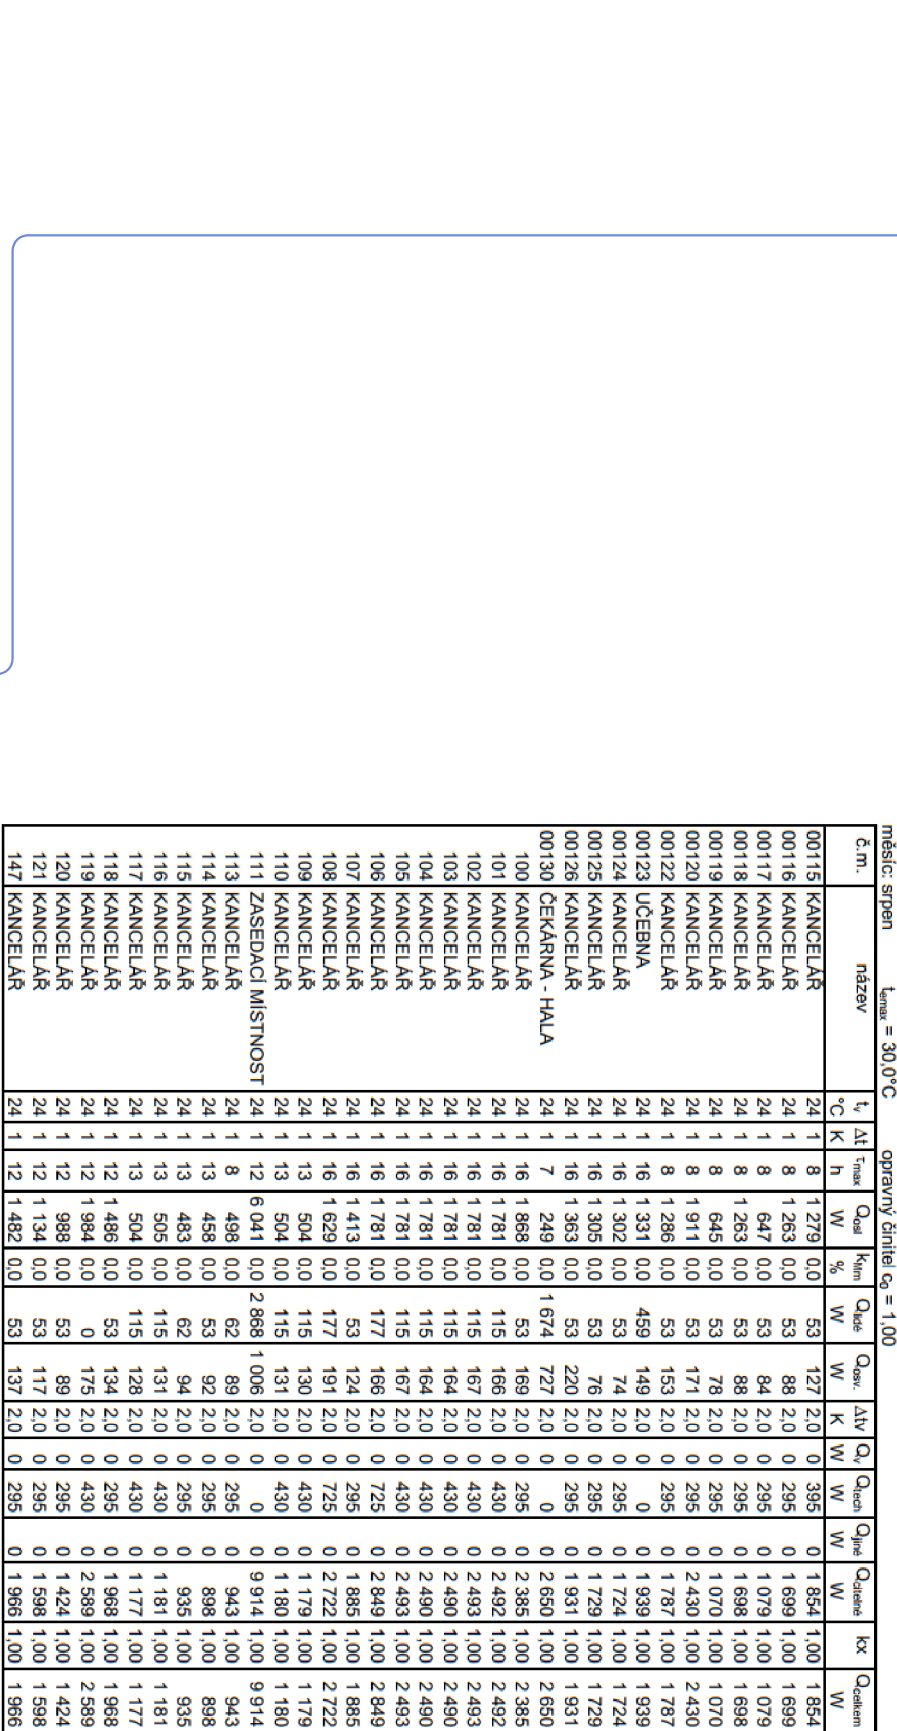 měsíc: srpen temax = 30,0°C opravný činitel c0 = 1,00
č.m. název tv Δt τmax Qosl kMm Qlidé Qosv. Δtv Qv Qtech Qjiné Qcitelné kx Qcelkem
°C K h W % W W K W W W W W
00115 KANCELÁŘ 24 1 8 1 279 0,0 53 127 2,0 0 395 0 1 854 1,00 1 854
00116 KANCELÁŘ 24 1 8 1 263 0,0 53 88 2,0 0 295 0 1 699 1,00 1 699
00117 KANCELÁŘ 24 1 8 647 0,0 53 84 2,0 0 295 0 1 079 1,00 1 079
00118 KANCELÁŘ 24 1 8 1 263 0,0 53 88 2,0 0 295 0 1 698 1,00 1 698
00119 KANCELÁŘ 24 1 8 645 0,0 53 78 2,0 0 295 0 1 070 1,00 1 070
00120 KANCELÁŘ 24 1 8 1 911 0,0 53 171 2,0 0 295 0 2 430 1,00 2 430
00122 KANCELÁŘ 24 1 8 1 286 0,0 53 153 2,0 0 295 0 1 787 1,00 1 787
00123 UČEBNA 24 1 16 1 331 0,0 459 149 2,0 0 0 0 1 939 1,00 1 939
00124 KANCELÁŘ 24 1 16 1 302 0,0 53 74 2,0 0 295 0 1 724 1,00 1 724
00125 KANCELÁŘ 24 1 16 1 305 0,0 53 76 2,0 0 295 0 1 729 1,00 1 729
00126 KANCELÁŘ 24 1 16 1 363 0,0 53 220 2,0 0 295 0 1 931 1,00 1 931
00130 ČEKÁRNA - HALA 24 1 7 249 0,0 1 674 727 2,0 0 0 0 2 650 1,00 2 650
100 KANCELÁŘ 24 1 16 1 868 0,0 53 169 2,0 0 295 0 2 385 1,00 2 385
101 KANCELÁŘ 24 1 16 1 781 0,0 115 166 2,0 0 430 0 2 492 1,00 2 492
102 KANCELÁŘ 24 1 16 1 781 0,0 115 167 2,0 0 430 0 2 493 1,00 2 493
103 KANCELÁŘ 24 1 16 1 781 0,0 115 164 2,0 0 430 0 2 490 1,00 2 490
104 KANCELÁŘ 24 1 16 1 781 0,0 115 164 2,0 0 430 0 2 490 1,00 2 490
105 KANCELÁŘ 24 1 16 1 781 0,0 115 167 2,0 0 430 0 2 493 1,00 2 493
106 KANCELÁŘ 24 1 16 1 781 0,0 177 166 2,0 0 725 0 2 849 1,00 2 849
107 KANCELÁŘ 24 1 16 1 413 0,0 53 124 2,0 0 295 0 1 885 1,00 1 885
108 KANCELÁŘ 24 1 16 1 629 0,0 177 191 2,0 0 725 0 2 722 1,00 2 722
109 KANCELÁŘ 24 1 13 504 0,0 115 130 2,0 0 430 0 1 179 1,00 1 179
110 KANCELÁŘ 24 1 13 504 0,0 115 131 2,0 0 430 0 1 180 1,00 1 180
111 ZASEDACÍ MÍSTNOST 24 1 12 6 041 0,0 2 868 1 006 2,0 0 0 0 9 914 1,00 9 914
113 KANCELÁŘ 24 1 8 498 0,0 62 89 2,0 0 295 0 943 1,00 943
114 KANCELÁŘ 24 1 13 458 0,0 53 92 2,0 0 295 0 898 1,00 898
115 KANCELÁŘ 24 1 13 483 0,0 62 94 2,0 0 295 0 935 1,00 935
116 KANCELÁŘ 24 1 13 505 0,0 115 131 2,0 0 430 0 1 181 1,00 1 181
117 KANCELÁŘ 24 1 13 504 0,0 115 128 2,0 0 430 0 1 177 1,00 1 177
118 KANCELÁŘ 24 1 12 1 486 0,0 53 134 2,0 0 295 0 1 968 1,00 1 968
119 KANCELÁŘ 24 1 12 1 984 0,0 0 175 2,0 0 430 0 2 589 1,00 2 589
120 KANCELÁŘ 24 1 12 988 0,0 53 89 2,0 0 295 0 1 424 1,00 1 424
121 KANCELÁŘ 24 1 12 1 134 0,0 53 117 2,0 0 295 0 1 598 1,00 1 598
147 KANCELÁŘ 24 1 12 1 482 0,0 53 137 2,0 0 295 0 1 966 1,00 1 966